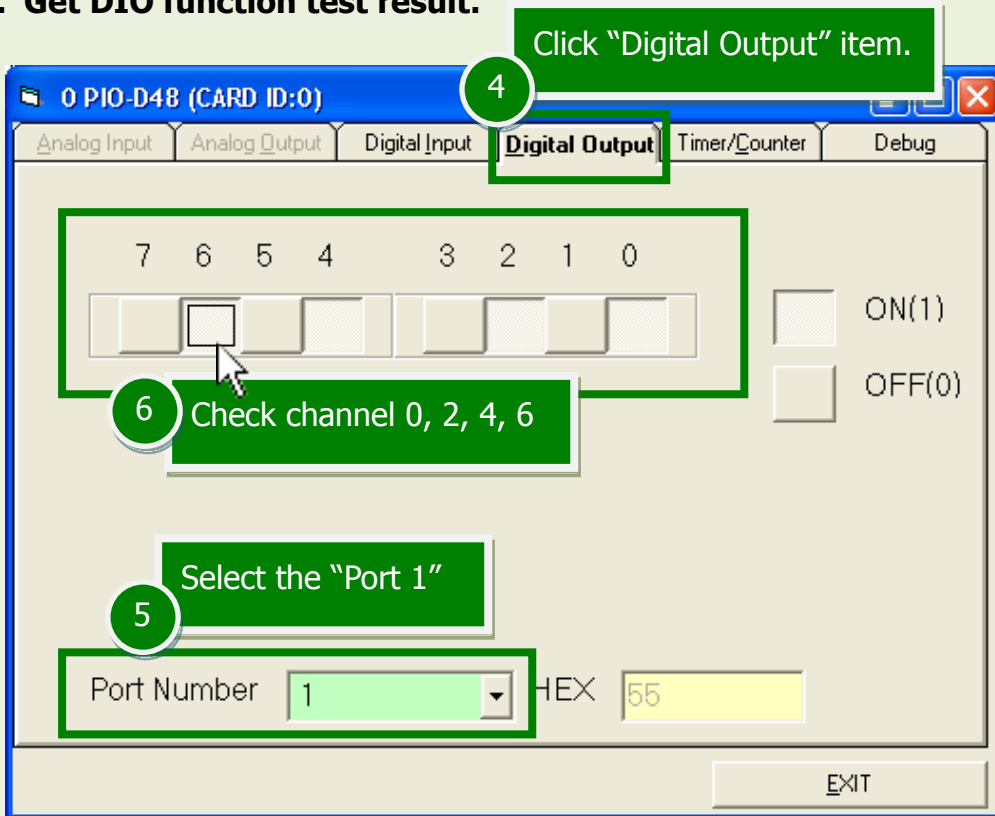 . Get DIO function test result.
Click “Digital Output” item.
4
0 PIO-D48 (CARD ID:0)
Analog Input Analog Output Digital Input Digital Output Timer/Counter Debug
7 6 5 4 3 2 1 0
ON(1)
OFF(0)
6 Check channel 0, 2, 4, 6
Select the “Port 1”
5
Port Number 1 HEX 55
EXIT